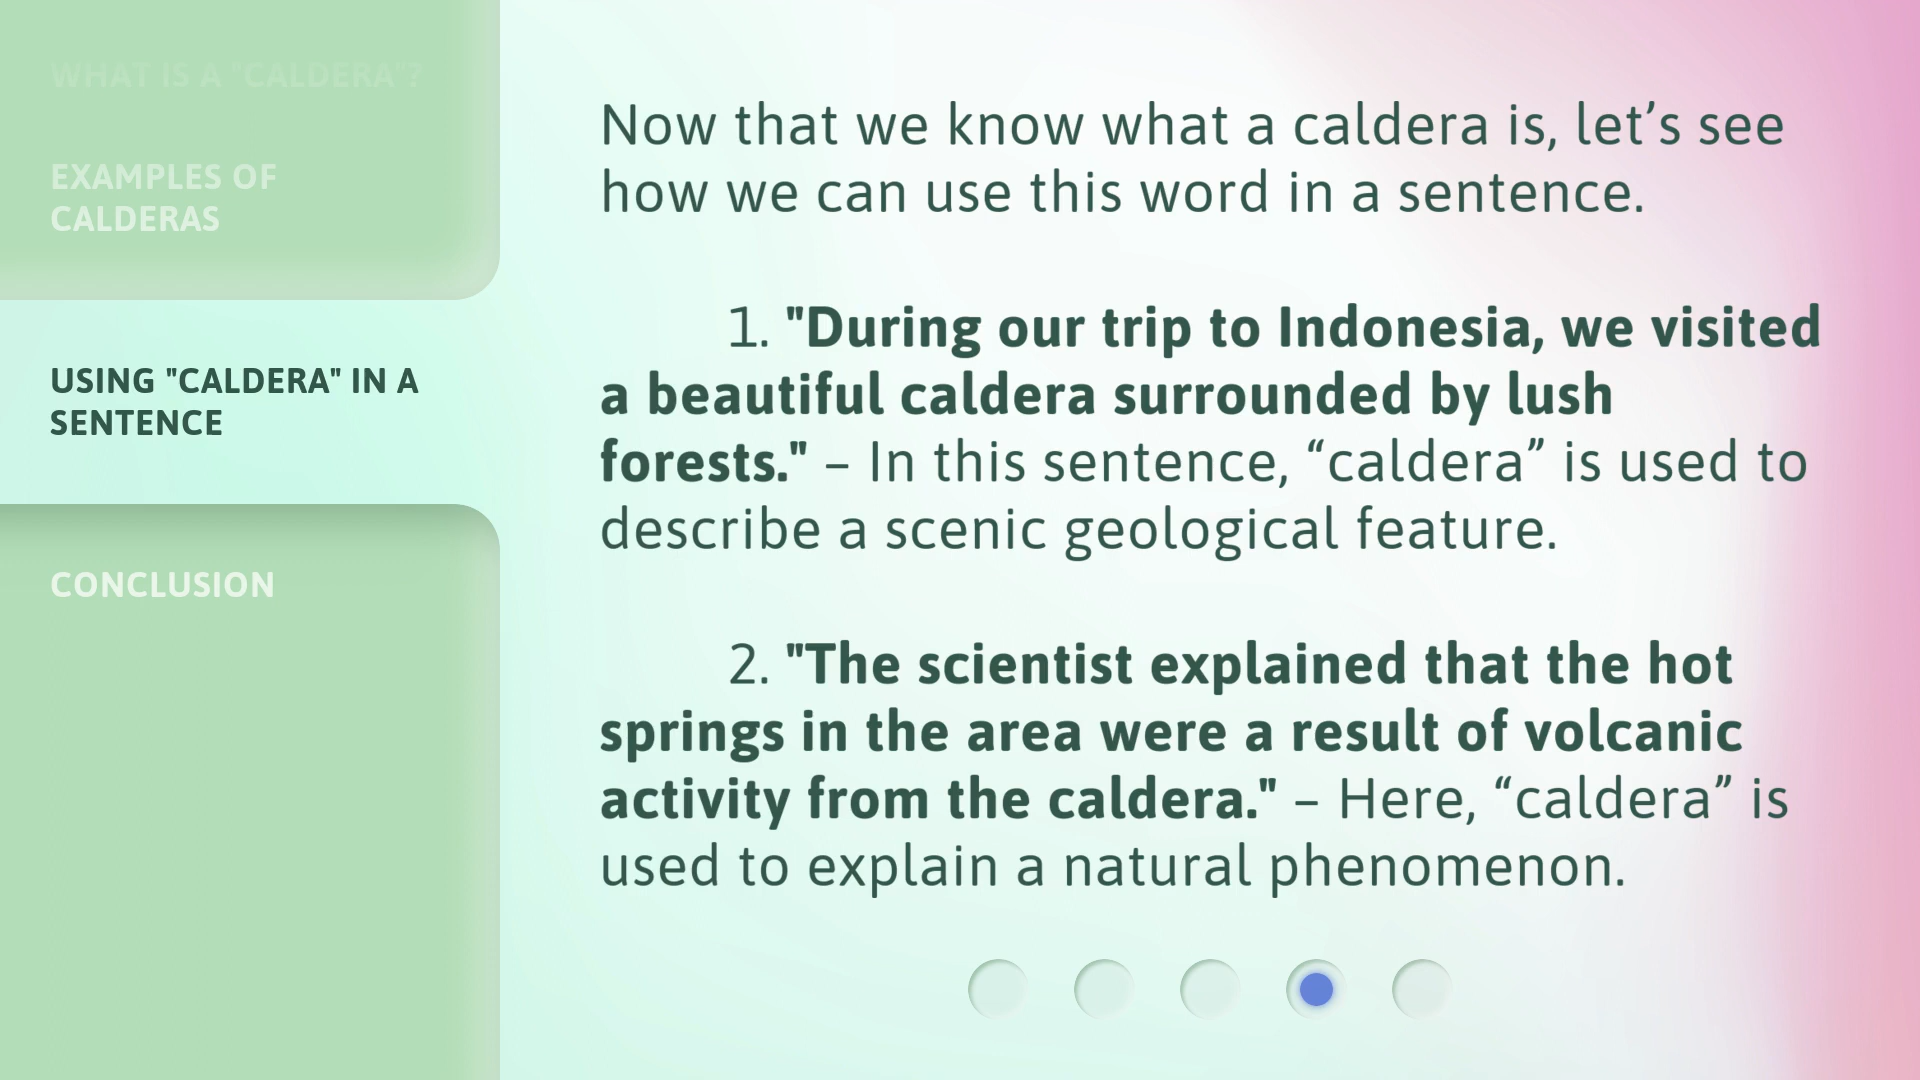 WHAT IS A "CALDERA"?
EXAMPLES OF
CALDERAS
USING "CALDERA" IN A
SENTENCE
CONCLUSION
Now that we know what a caldera is, let’s see
how we can use this word in a sentence.
1. "During our trip to Indonesia, we visited
a beautiful caldera surrounded by lush
forests." – In this sentence, “caldera” is used to
describe a scenic geological feature.
2. "The scientist explained that the hot
springs in the area were a result of volcanic
activity from the caldera." – Here, “caldera” is
used to explain a natural phenomenon.